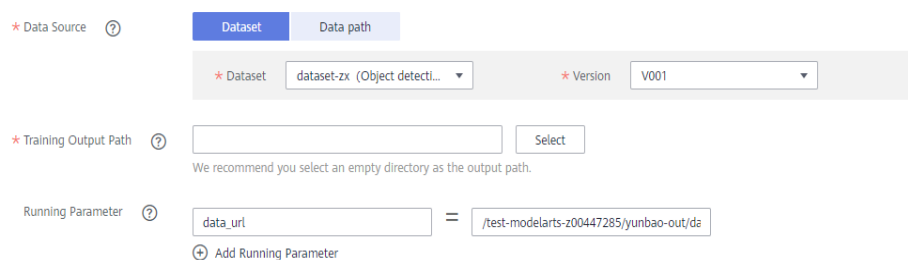 * Data Source ? Dataset Data path
* Dataset dataset-zx (Object detecti... * Version V001
* Training Output Path ? Select
We recommend you select an empty directory as the output path.
Running Parameter ? data_url = /test-modelarts-z00447285/yunbao-out/da
Add Running Parameter